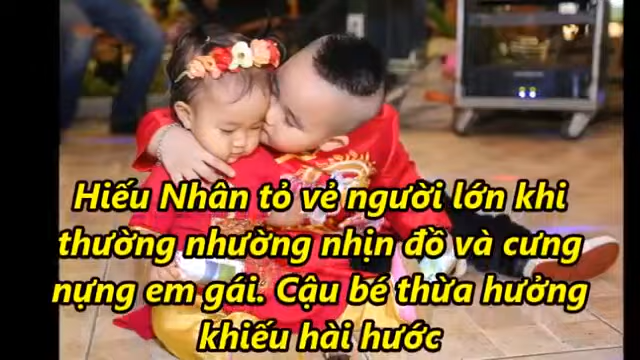 Hiếu Nhân tỏ vẻ người lớn khi
thường nhường nhịn đồ và cưng
nựng em gái. Cậu bé thừa hưởng
khiếu hài hước